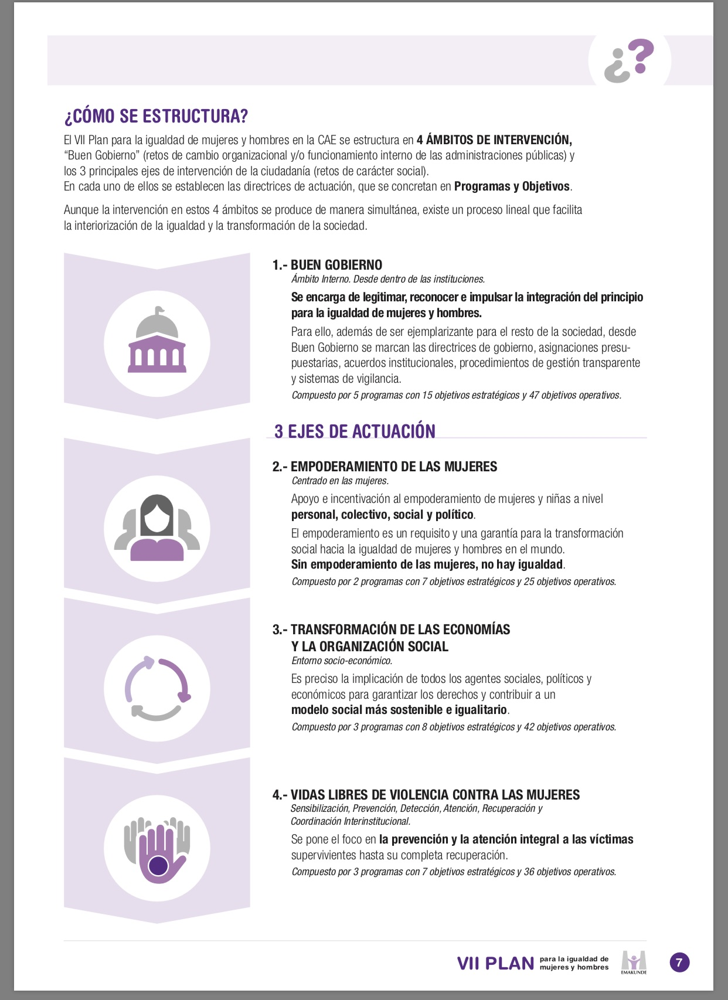 ¿?
¿CÓMO SE ESTRUCTURA?
El VII Plan para la igualdad de mujeres y hombres en la CAE se estructura en 4 ÁMBITOS DE INTERVENCIÓN,
“Buen Gobierno” (retos de cambio organizacional y/o funcionamiento interno de las administraciones públicas) y
los 3 principales ejes de intervención de la ciudadanía (retos de carácter social).
En cada uno de ellos se establecen las directrices de actuación, que se concretan en Programas y Objetivos.
Aunque la intervención en estos 4 ámbitos se produce de manera simultánea, existe un proceso lineal que facilita
la interiorización de la igualdad y la transformación de la sociedad.
1.- BUEN GOBIERNO
Ámbito Interno. Desde dentro de las instituciones.
Se encarga de legitimar, reconocer e impulsar la integración del principio
para la igualdad de mujeres y hombres.
Para ello, además de ser ejemplarizante para el resto de la sociedad, desde
Buen Gobierno se marcan las directrices de gobierno, asignaciones presu-
puestarias, acuerdos institucionales, procedimientos de gestión transparente
y sistemas de vigilancia.
Compuesto por 5 programas con 15 objetivos estratégicos y 47 objetivos operativos.
3 EJES DE ACTUACIÓN
2.- EMPODERAMIENTO DE LAS MUJERES
Centrado en las mujeres.
Apoyo e incentivación al empoderamiento de mujeres y niñas a nivel
personal, colectivo, social y político.
El empoderamiento es un requisito y una garantía para la transformación
social hacia la igualdad de mujeres y hombres en el mundo.
Sin empoderamiento de las mujeres, no hay igualdad.
Compuesto por 2 programas con 7 objetivos estratégicos y 25 objetivos operativos.
3.- TRANSFORMACIÓN DE LAS ECONOMÍAS
Y LA ORGANIZACIÓN SOCIAL
Entorno socio-económico.
Es preciso la implicación de todos los agentes sociales, políticos y
económicos para garantizar los derechos y contribuir a un
modelo social más sostenible e igualitario.
Compuesto por 3 programas con 8 objetivos estratégicos y 42 objetivos operativos.
4.- VIDAS LIBRES DE VIOLENCIA CONTRA LAS MUJERES
Sensibilización, Prevención, Detección, Atención, Recuperación y
Coordinación Interinstitucional.
Se pone el foco en la prevención y la atención integral a las víctimas
supervivientes hasta su completa recuperación.
Compuesto por 3 programas con 7 objetivos estratégicos y 36 objetivos operativos.
VII PLAN
para la igualdad de
mujeres y hombres
EMAKUNDE
7